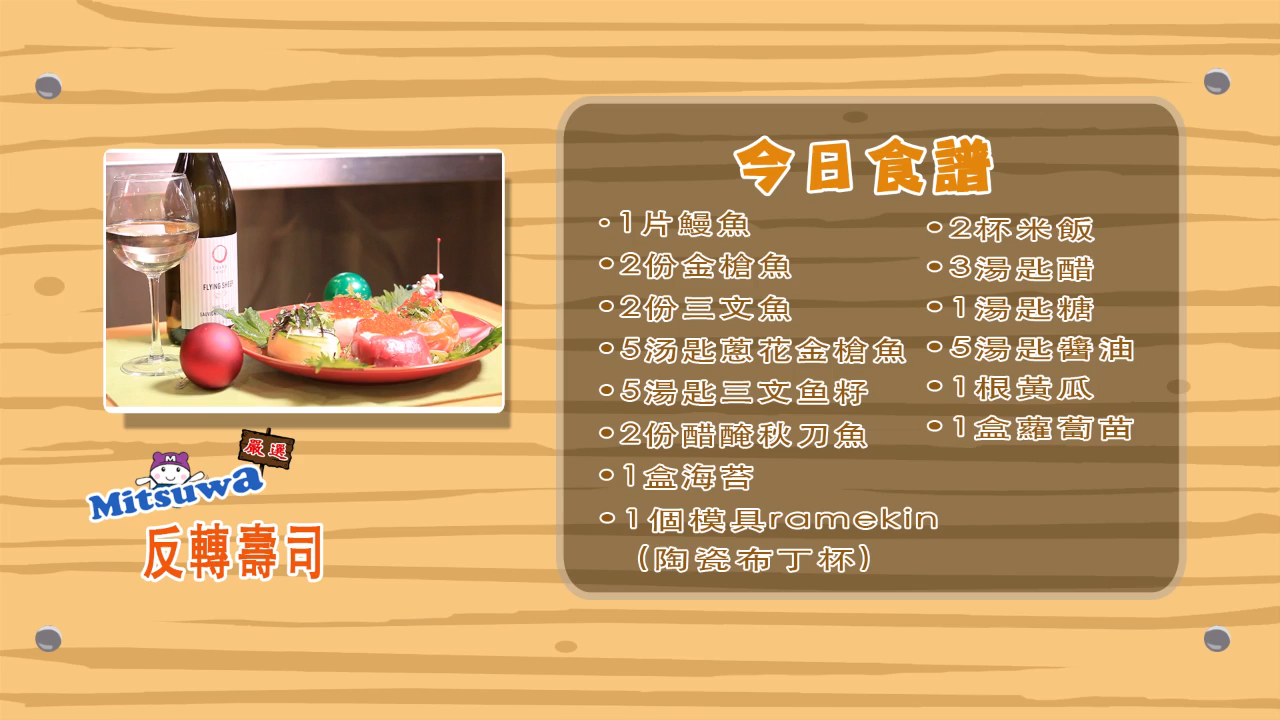 今日食譜
•1片鰻魚
•2份金槍魚
•2份三文魚
•5汤匙蔥花金槍魚
•5湯匙三文鱼籽
•2份醋醃秋刀魚
•1盒海苔
•1個模具ramekin
(陶瓷布丁杯)
•2杯米飯
•3湯匙醋
•1湯匙糖
•5湯匙醬油
•1根黃瓜
•1盒蘿蔔苗
FLYING SHEEP
M
嚴選
Mitsuwa
反轉壽司